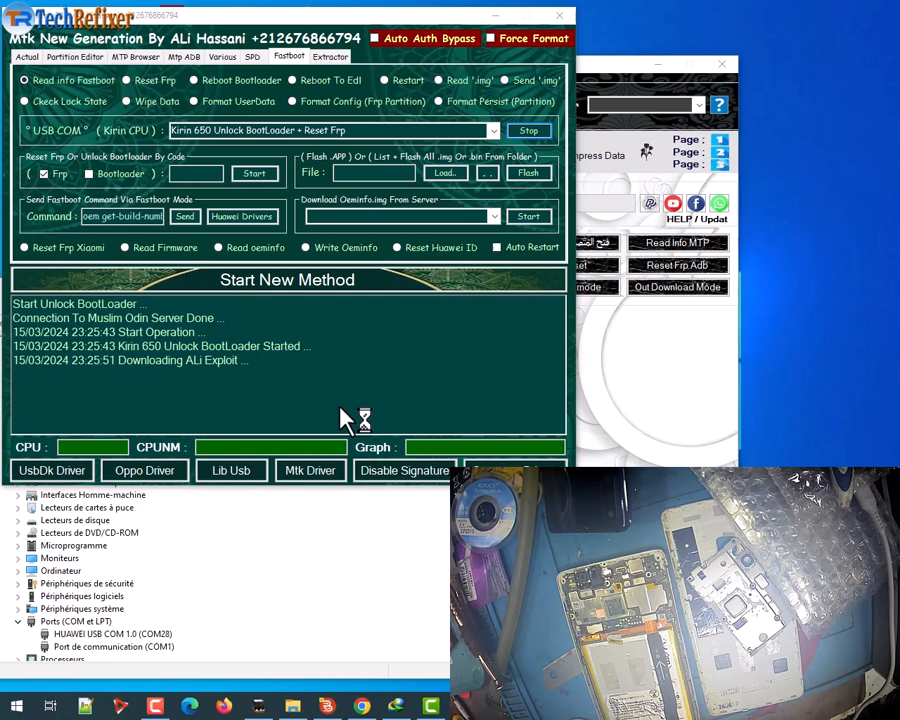 TechRefixer
12676866794
Mtk New Generation By ALi Hassani +212676866794
Auto Auth Bypass
Force Format
Actual
Partition Editor
MTP Browser
Mtp ADB
Various
SPD
Fastboot
Extractor
Read info Fastboot
Reset Frp
Reboot Bootloader
Reboot To Edl
Restart
Read '.img'
Send '.img'
Check Lock State
Wipe Data
Format UserData
Format Config (Frp Partition)
Format Persist (Partition)
º USB COM º ( Kirin CPU ) :
Kirin 650 Unlock BootLoader + Reset Frp
Stop
Reset Frp Or Unlock Bootloader By Code
( Frp
Bootloader ) :
Start
( Flash .APP ) Or ( List + Flash All .img Or .bin From Folder )
File :
Load..
. .
Flash
Send Fastboot Command Via Fastboot Mode
Command :
oem get-build-numb
Send
Huawei Drivers
Download Oeminfo.img From Server
Start
Reset Frp Xiaomi
Read Firmware
Read oeminfo
Write Oeminfo
Reset Huawei ID
Auto Restart
Start New Method
Start Unlock BootLoader ...
Connection To Muslim Odin Server Done ...
15/03/2024 23:25:43 Start Operation ...
15/03/2024 23:25:43 Kirin 650 Unlock BootLoader Started ...
15/03/2024 23:25:51 Downloading ALi Exploit ...
CPU :
CPUNM :
Graph :
UsbDk Driver
Oppo Driver
Lib Usb
Mtk Driver
Disable Signature
?
mpress Data
Page : 1
Page : 2
Page : 3
HELP / Updat
Read Info MTP
set
Reset Frp Adb
mode
Out Download Mode
Interfaces Homme-machine
Lecteurs de cartes à puce
Lecteurs de disque
Lecteurs de DVD/CD-ROM
Microprogramme
Moniteurs
Ordinateur
Périphériques de sécurité
Périphériques logiciels
Périphériques système
Ports (COM et LPT)
HUAWEI USB COM 1.0 (COM28)
Port de communication (COM1)
Processeurs